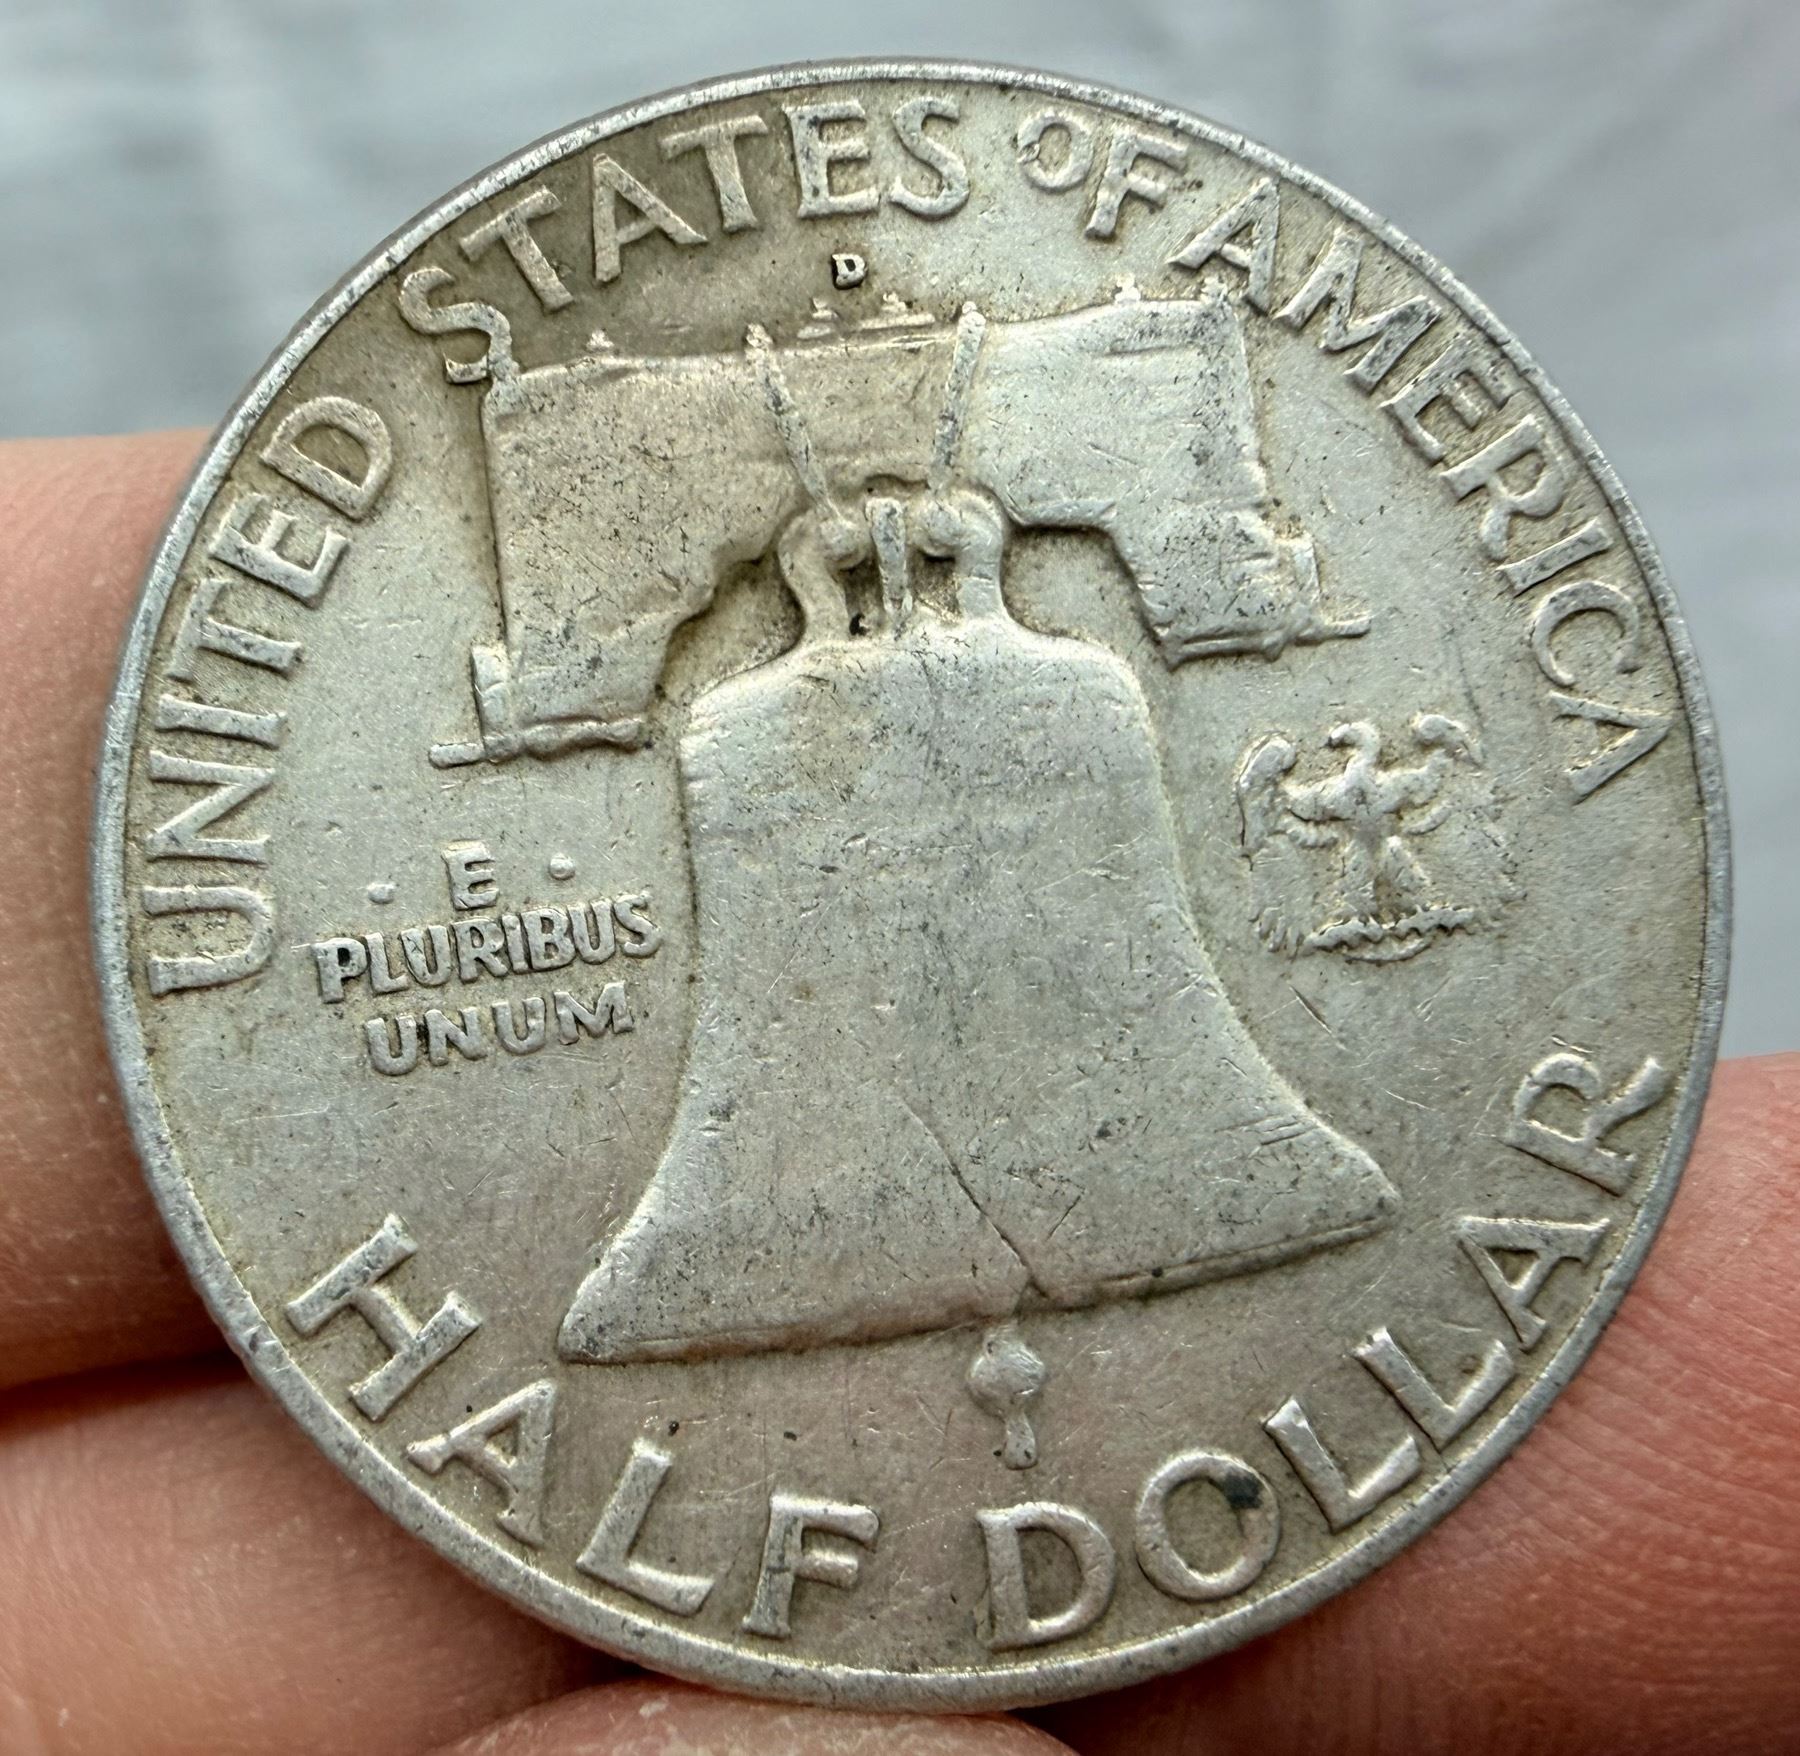 UNITED STATES OF AMERICA
D
E
PLURIBUS
UNUM
HALF DOLLAR